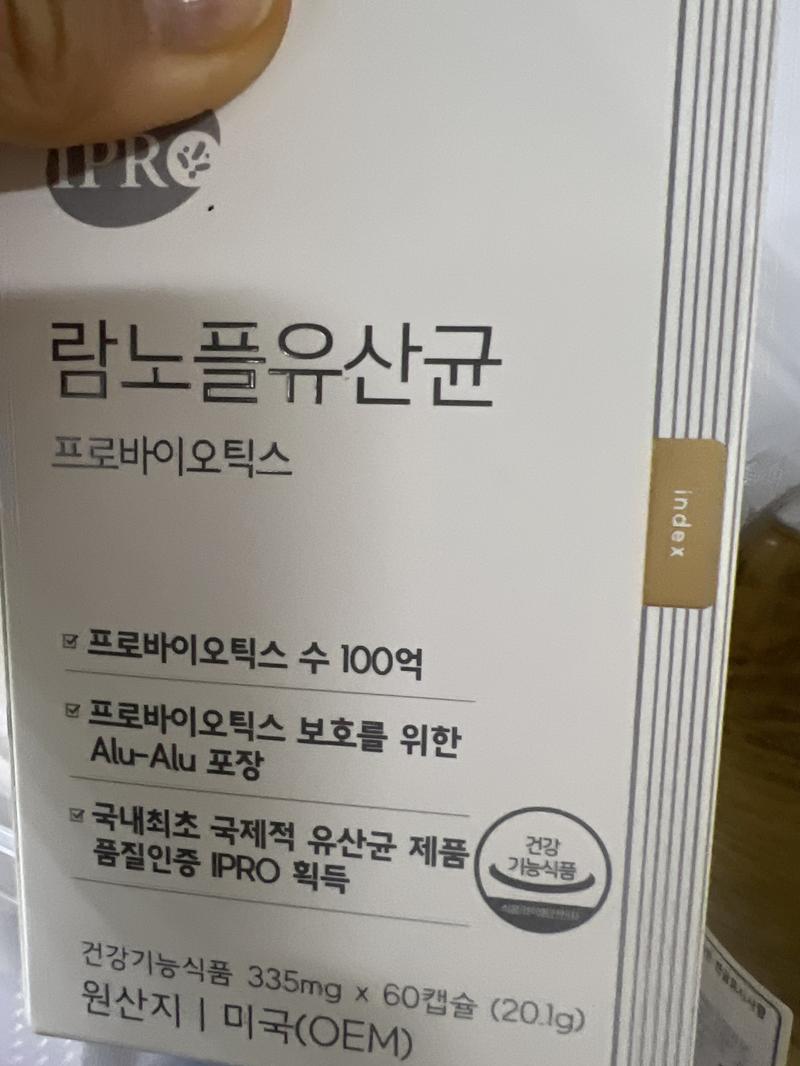 IPRO
람노플유산균
프로바이오틱스
index
프로바이오틱스 수 100억
프로바이오틱스 보호를 위한
Alu-Alu 포장
국내최초 국제적 유산균 제품
품질인증 IPRO 획득
건강
기능식품
건강기능식품 335mg x 60캡슐 (20.1g)
원산지 | 미국(OEM)